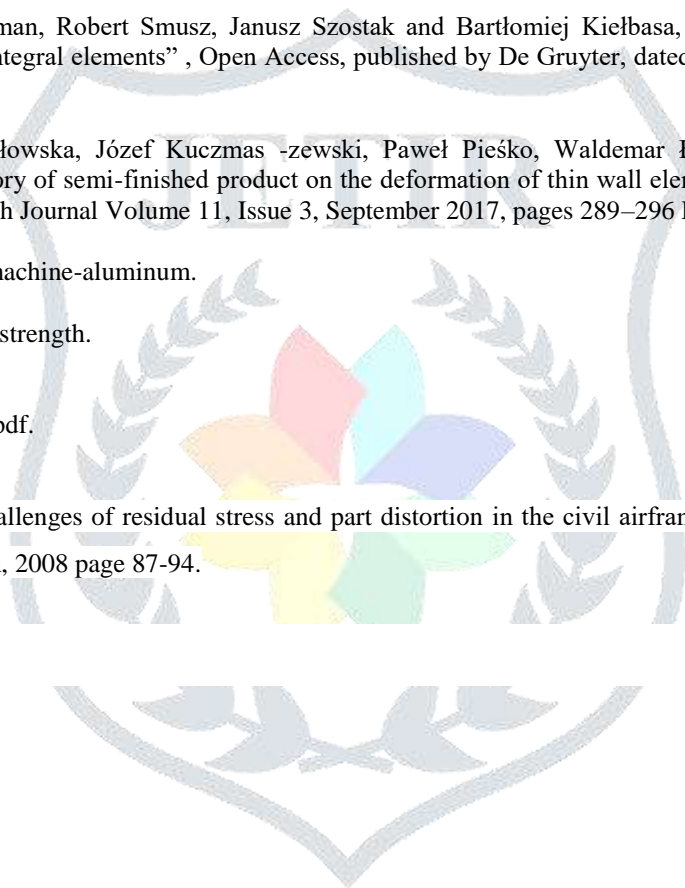 man, Robert Smusz, Janusz Szostak and Bartłomiej Kiełbasa,
ntegral elements” , Open Access, published by De Gruyter, dated
JETIR
łowska, Józef Kuczmas -zewski, Paweł Pieśko, Waldemar Ł
ory of semi-finished product on the deformation of thin wall elem
h Journal Volume 11, Issue 3, September 2017, pages 289–296
machine-aluminum.
strength.
pdf.
allenges of residual stress and part distortion in the civil airfram
, 2008 page 87-94.